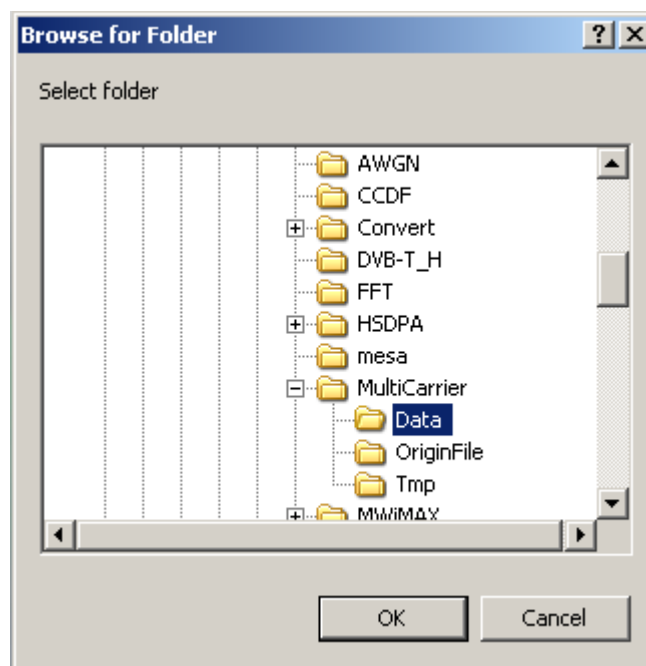 Browse for Folder
Select folder
AWGN
CCDF
Convert
DVB-T_H
FFT
HSDPA
mesa
MultiCarrier
Data
OriginFile
Tmp
MWiMAX
OK Cancel